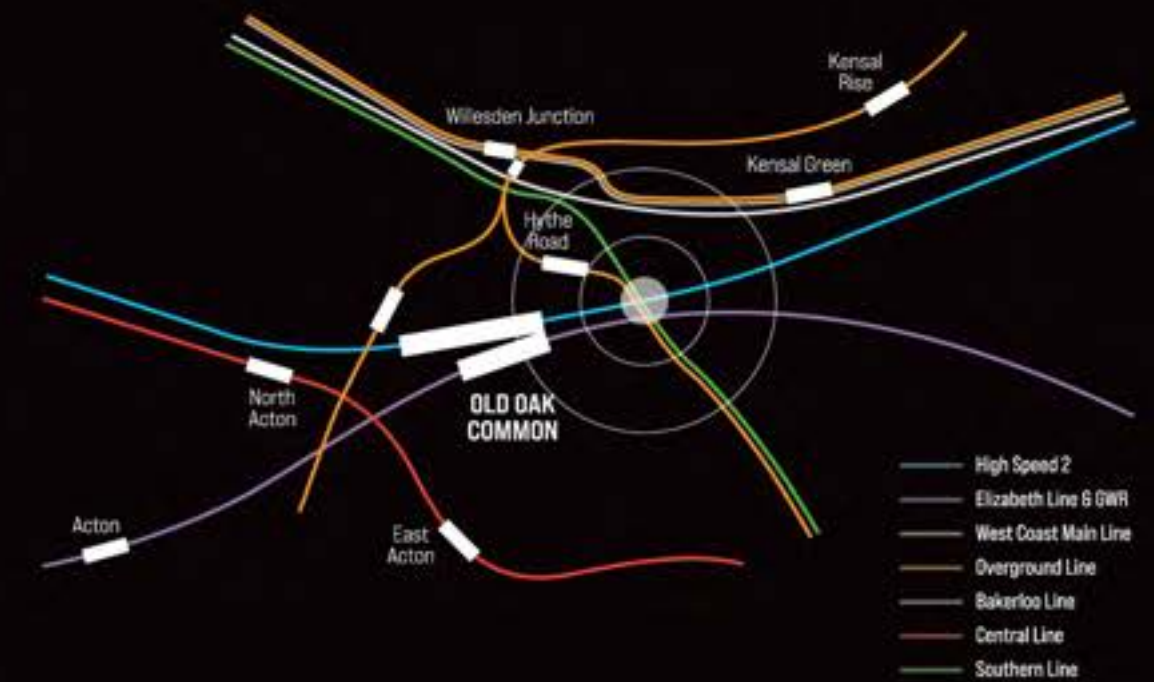 Kensal
Rise
Willesden Junction
Kensal Green
Hythe
Road
North
Acton
OLD OAK
COMMON
Acton
East
Acton
High Speed 2
Elizabeth Line & GWR
West Coast Main Line
Overground Line
Bakerloo Line
Central Line
Southern Line